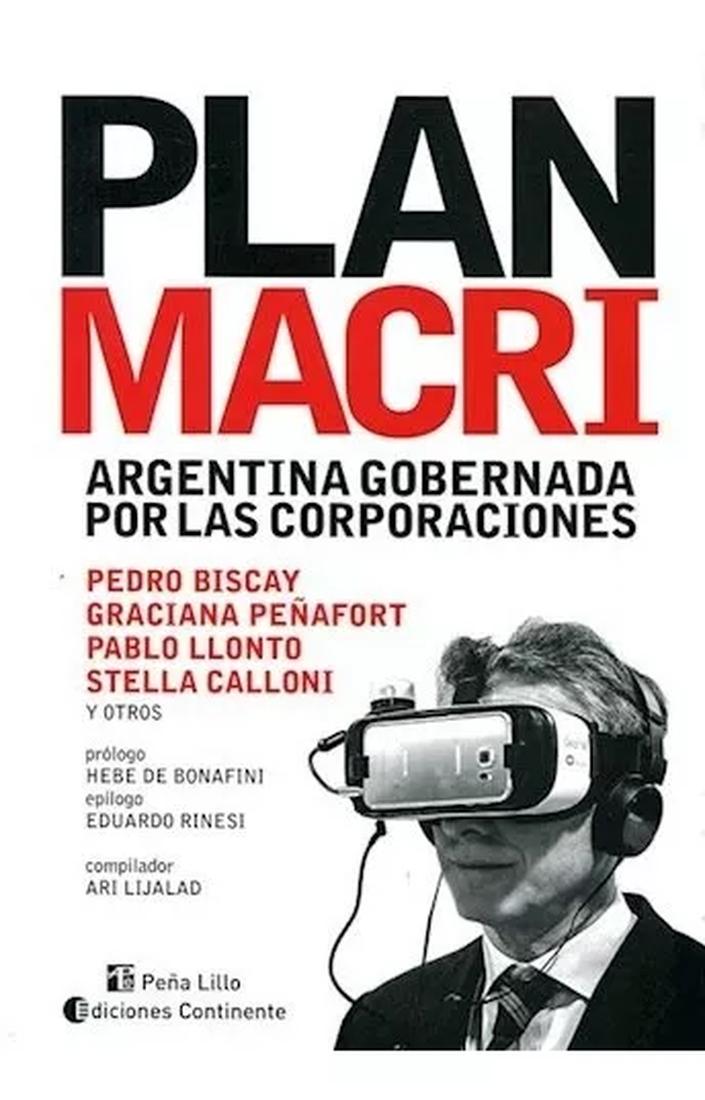 PLAN
MACRI
ARGENTINA GOBERNADA
POR LAS CORPORACIONES
PEDRO BISCAY
GRACIANA PEÑAFORT
PABLO LLONTO
STELLA CALLONI
Y OTROS
prólogo
HEBE DE BONAFINI
epílogo
EDUARDO RINESI
compilador
ARI LIJALAD
Peña Lillo
Ediciones Continente